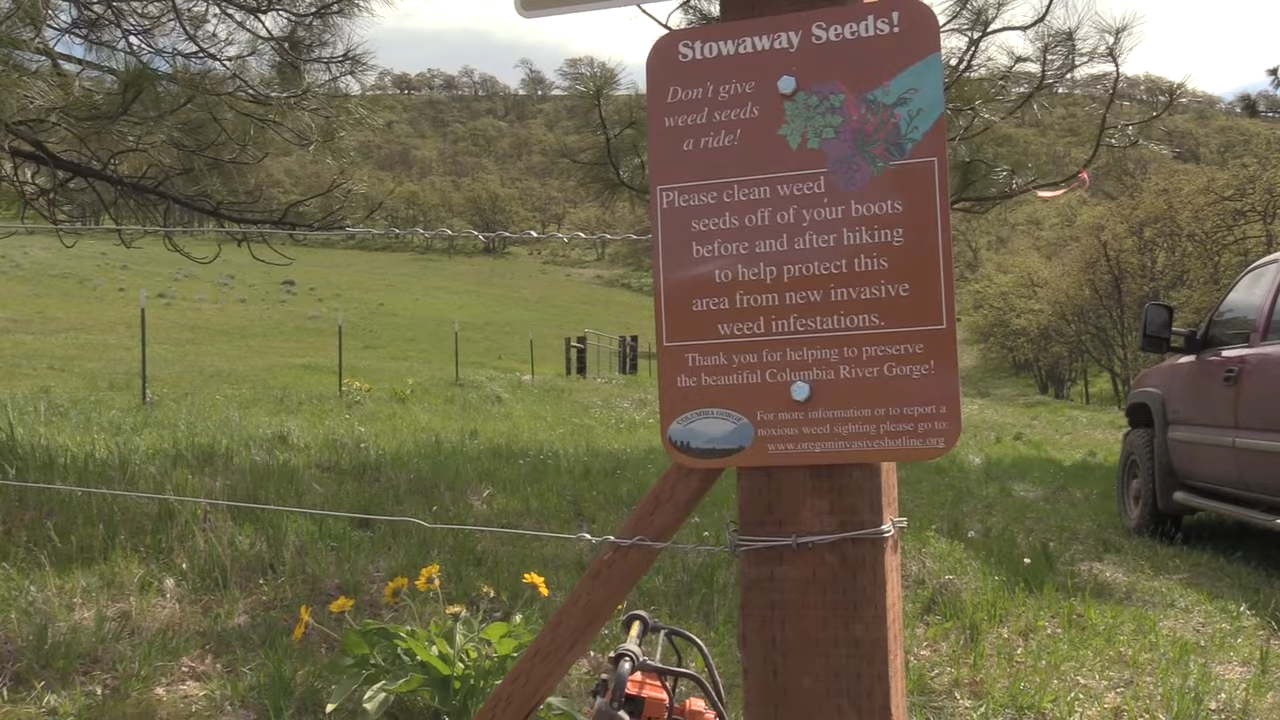 Stowaway Seeds!
Don't give
weed seeds
a ride!
Please clean weed
seeds off of your boots
before and after hiking
to help protect this
area from new invasive
weed infestations.
Thank you for helping to preserve
the beautiful Columbia River Gorge!
COLUMBIA GORGE
For more information or to report a
noxious weed sighting please go to:
www.oregoninvasiveshotline.org